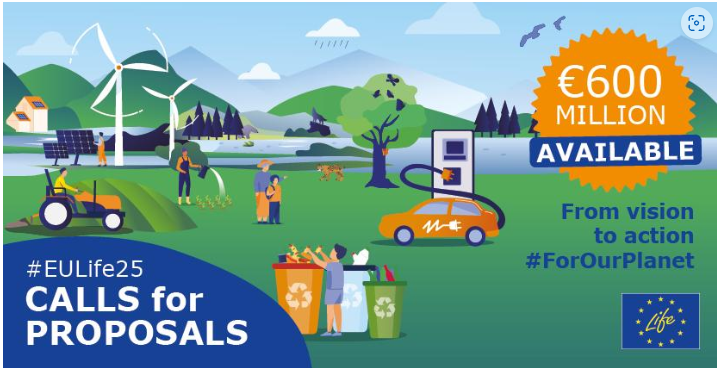 €600
MILLION
AVAILABLE
From vision
to action
#ForOurPlanet
#EULife25
CALLS for
PROPOSALS
Life